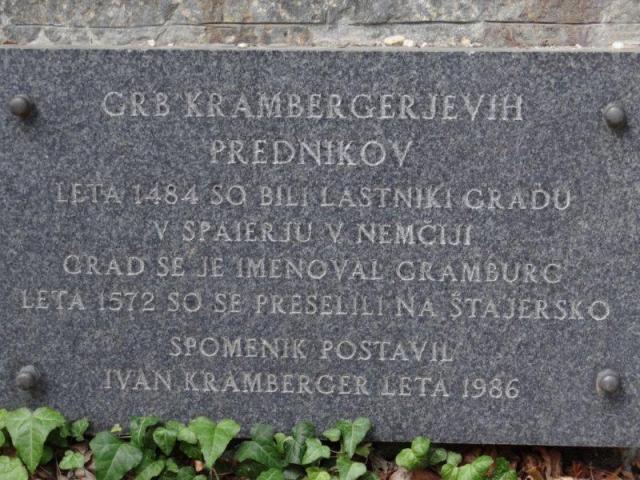 GRB KRAMBERGERJEVIH
PREDNIKOV
LETA 1484 SO BILI LASTNIKI GRADU
V SPAIERJU V NEMČIJI
GRAD SE JE IMENOVAL GRAMBURG
LETA 1572 SO SE PRESELILI NA ŠTAJERSKO
SPOMENIK POSTAVIL
IVAN KRAMBERGER LETA 1986